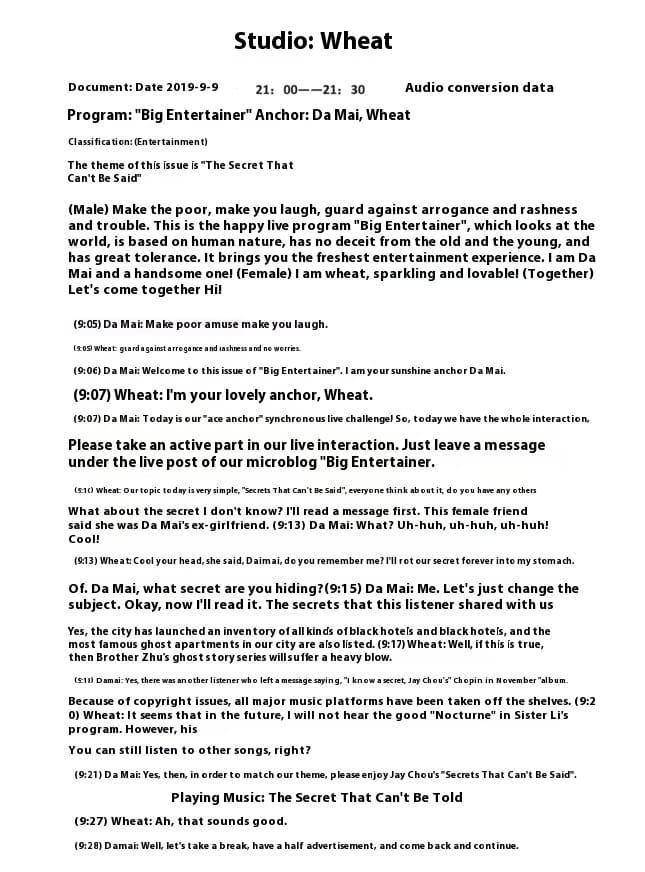 Studio: Wheat
Document: Date 2019-9-9 21：00——21：30 Audio conversion data
Program: "Big Entertainer" Anchor: Da Mai, Wheat
Classification: (Entertainment)
The theme of this issue is "The Secret That
Can't Be Said"
(Male) Make the poor, make you laugh, guard against arrogance and rashness
and trouble. This is the happy live program "Big Entertainer", which looks at the
world, is based on human nature, has no deceit from the old and the young, and
has great tolerance. It brings you the freshest entertainment experience. I am Da
Mai and a handsome one! (Female) I am wheat, sparkling and lovable! (Together)
Let's come together Hi!
(9:05) Da Mai: Make poor amuse make you laugh.
(9:05) Wheat: guard against arrogance and rashness and no worries.
(9:06) Da Mai: Welcome to this issue of "Big Entertainer". I am your sunshine anchor Da Mai.
(9:07) Wheat: I'm your lovely anchor, Wheat.
(9:07) Da Mai: Today is our "ace anchor" synchronous live challenge! So, today we have the whole interaction,
Please take an active part in our live interaction. Just leave a message
under the live post of our microblog "Big Entertainer.
Wheat: Our topic today is very simple, "Secrets That Can't Be Said", everyone think about it, do you have any others
What about the secret I don't know? I'll read a message first. This female friend
said she was Da Mai's ex-girlfriend. (9:13) Da Mai: What? Uh-huh, uh-huh, uh-huh!
Cool!
(9:13) Wheat: Cool your head, she said, Daimai, do you remember me? I'll rot our secret forever into my stomach.
Of. Da Mai, what secret are you hiding?(9:15) Da Mai: Me. Let's just change the
subject. Okay, now I'll read it. The secrets that this listener shared with us
Yes, the city has launched an inventory of all kinds of black hotels and black hotels, and the
most famous ghost apartments in our city are also listed. (9:17) Wheat: Well, if this is true,
then Brother Zhu's ghost story series will suffer a heavy blow.
Damai: Yes, there was another listener who left a message saying, "I know a secret, Jay Chou's" Chopin in November "album.
Because of copyright issues, all major music platforms have been taken off the shelves. (9:2
0) Wheat: It seems that in the future, I will not hear the good "Nocturne" in Sister Li's
program. However, his
You can still listen to other songs, right?
(9:21) Da Mai: Yes, then, in order to match our theme, please enjoy Jay Chou's "Secrets That Can't Be Said".
Playing Music: The Secret That Can't Be Told
(9:27) Wheat: Ah, that sounds good.
(9:28) Damai: Well, let's take a break, have a half advertisement, and come back and continue.